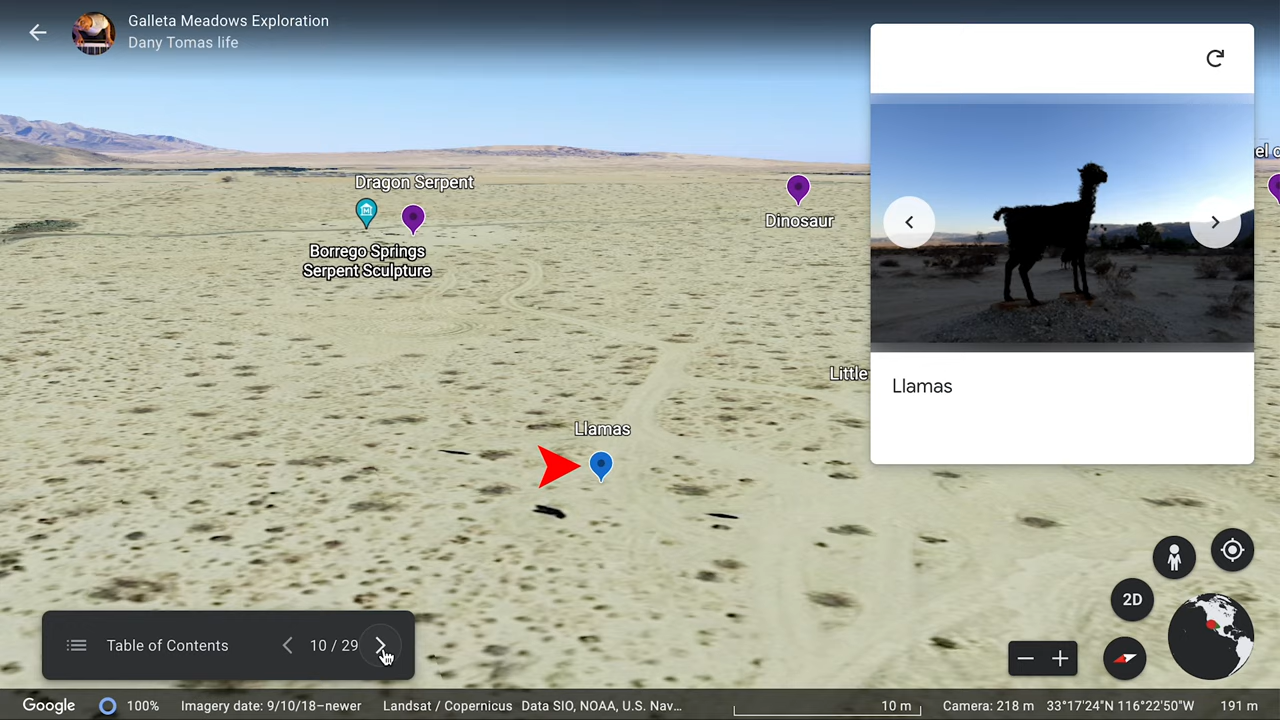 Galleta Meadows Exploration
Dany Tomas life
el o
Dragon Serpent
Dinosaur
Borrego Springs
Serpent Sculpture
Little
Llamas
Llamas
2D
Table of Contents
10 / 29
Google
100%
Imagery date: 9/10/18–newer
Landsat / Copernicus
Data SIO, NOAA, U.S. Nav...
10 m
Camera: 218 m
33°17'24"N 116°22'50"W
191 m